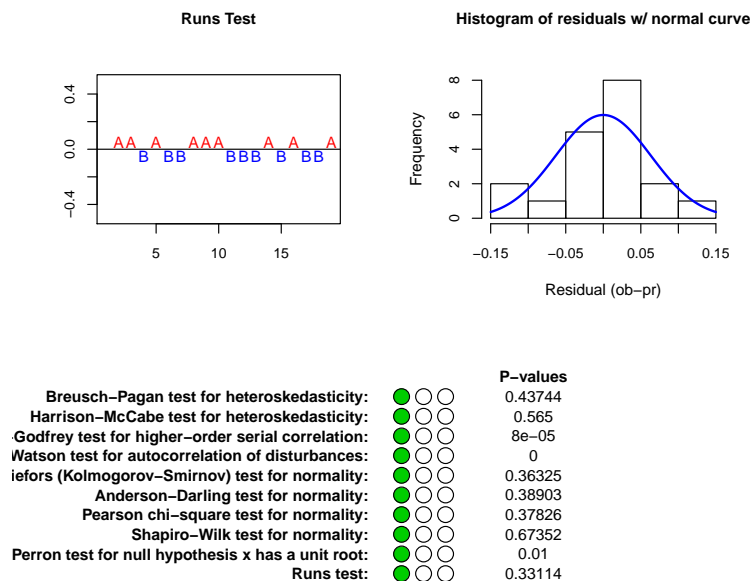 Runs Test
0.4
0.0
−0.4
A A B A B B A A A B B B A B A B B A
5 10 15
Histogram of residuals w/ normal curve
Frequency
8
6
4
2
0
−0.15 −0.05 0.05 0.15
Residual (ob−pr)
P−values
Breusch−Pagan test for heteroskedasticity: 0.43744
Harrison−McCabe test for heteroskedasticity: 0.565
-Godfrey test for higher−order serial correlation: 8e−05
Watson test for autocorrelation of disturbances: 0
iefors (Kolmogorov−Smirnov) test for normality: 0.36325
Anderson−Darling test for normality: 0.38903
Pearson chi−square test for normality: 0.37826
Shapiro−Wilk test for normality: 0.67352
Perron test for null hypothesis x has a unit root: 0.01
Runs test: 0.33114